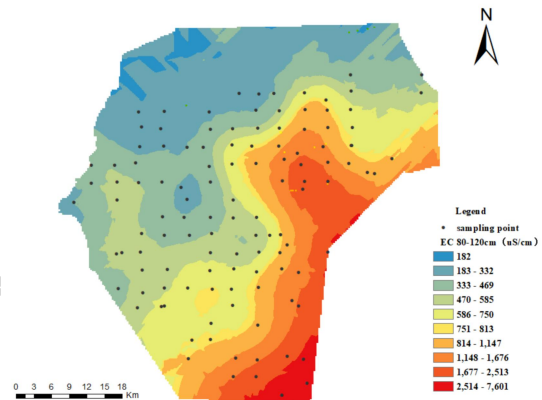 N
Legend
sampling point
EC 80-120cm（uS/cm）
182
183 - 332
333 - 469
470 - 585
586 - 750
751 - 813
814 - 1,147
1,148 - 1,676
1,677 - 2,513
2,514 - 7,601
0 3 6 12 18
Km